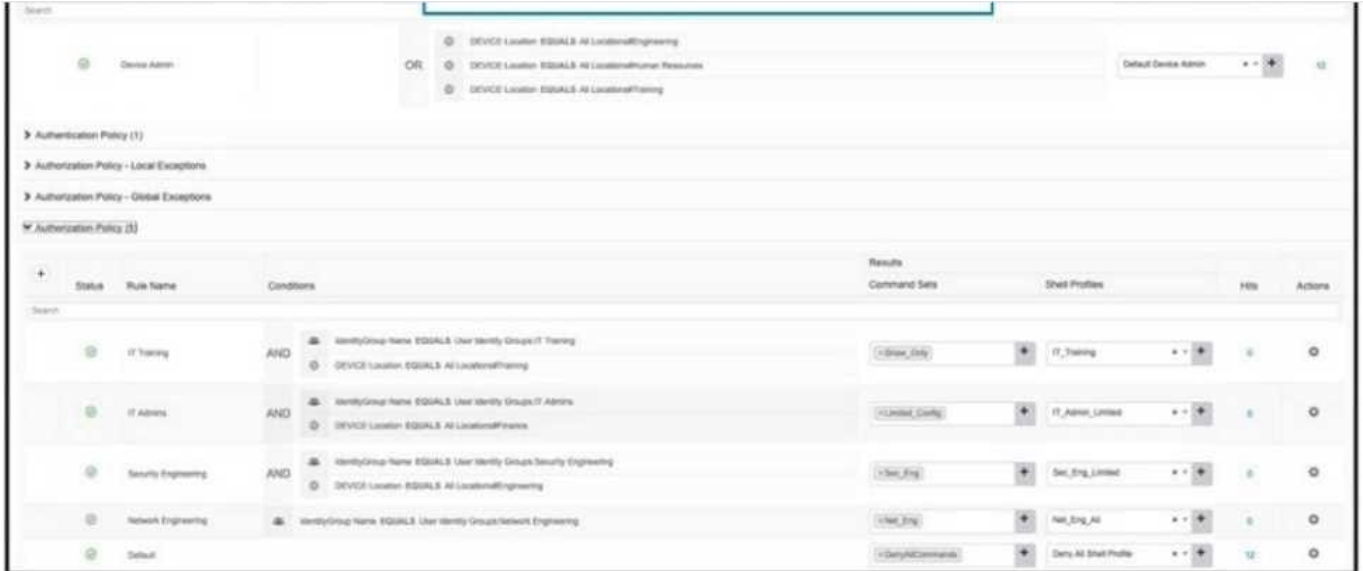 Search
Device Admin
OR
DEVICE Location EQUALS All Locations#Engineering
DEVICE Location EQUALS All Locations#Human Resources
DEVICE Location EQUALS All Locations#Training
Default Device Admin
12
Authentication Policy (1)
Authorization Policy - Local Exceptions
Authorization Policy - Global Exceptions
Authorization Policy (5)
+ Status Rule Name Conditions Results Command Sets Shell Profiles Hits Actions
Search
IT Training
AND
IdentityGroup Name EQUALS User Identity Groups:IT Training
DEVICE Location EQUALS All Locations#Training
× Show_Only
IT_Training
0
IT Admins
AND
IdentityGroup Name EQUALS User Identity Groups:IT Admins
DEVICE Location EQUALS All Locations#Finance
× Limited_Config
IT_Admin_Limited
0
Security Engineering
AND
IdentityGroup Name EQUALS User Identity Groups:Security Engineering
DEVICE Location EQUALS All Locations#Engineering
× Sec_Eng
Sec_Eng_Limited
0
Network Engineering
IdentityGroup Name EQUALS User Identity Groups:Network Engineering
× Net_Eng
Net_Eng_All
0
Default
× DenyAllCommands
Deny All Shell Profile
12